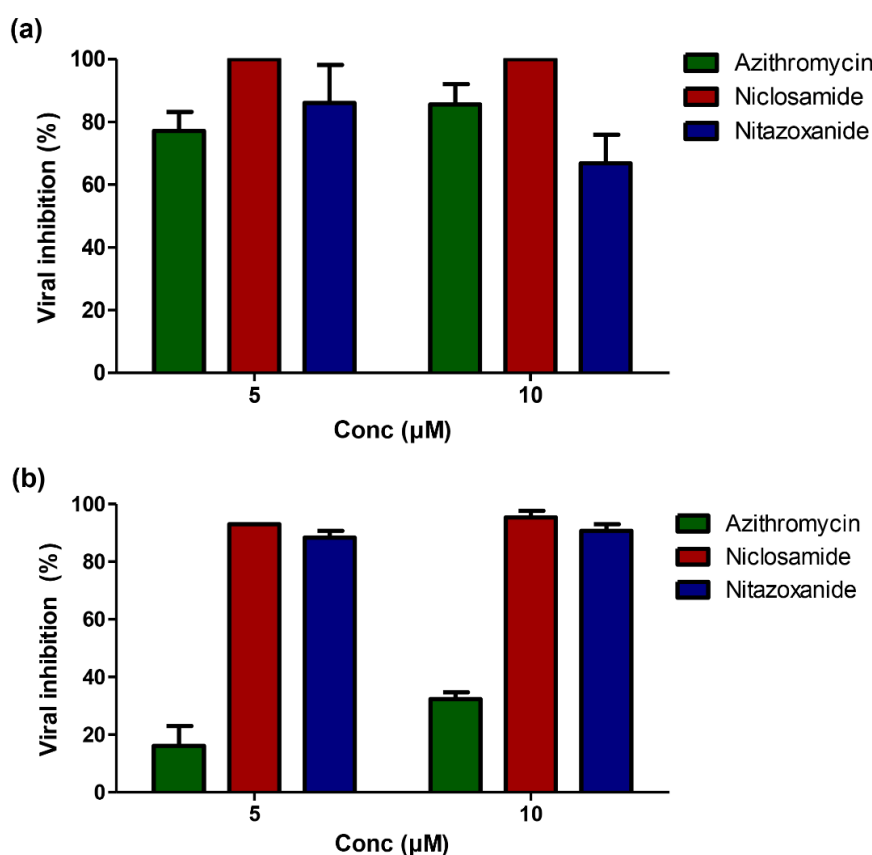 (a)
100
80
60
40
20
0
Viral inhibition (%)
5 10
Conc (µM)
Azithromycin
Niclosamide
Nitazoxanide
(b)
100
80
60
40
20
0
Viral inhibition (%)
5 10
Conc (µM)
Azithromycin
Niclosamide
Nitazoxanide